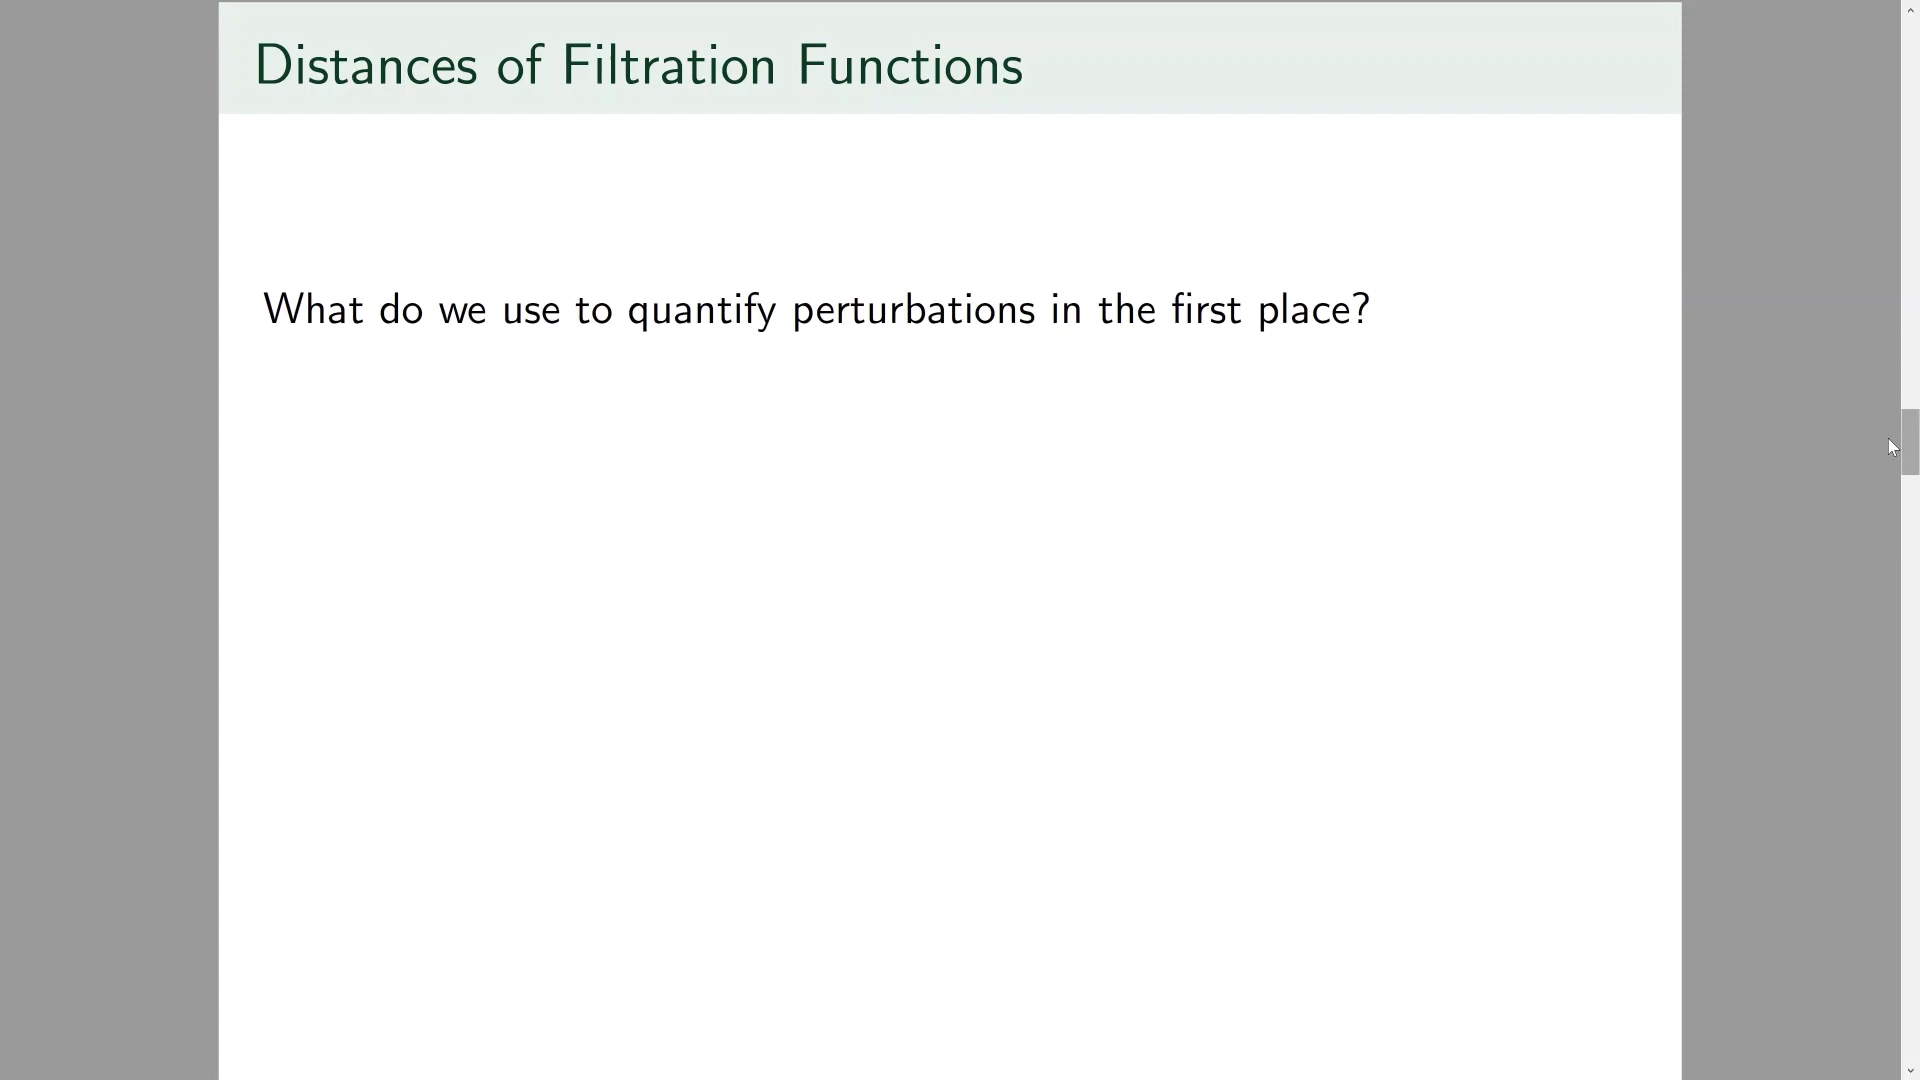 Distances of Filtration Functions
What do we use to quantify perturbations in the first place?